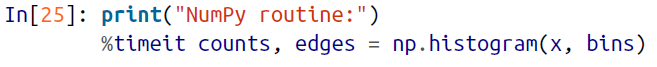 In[25]: print("NumPy routine:")
%timeit counts, edges = np.histogram(x, bins)